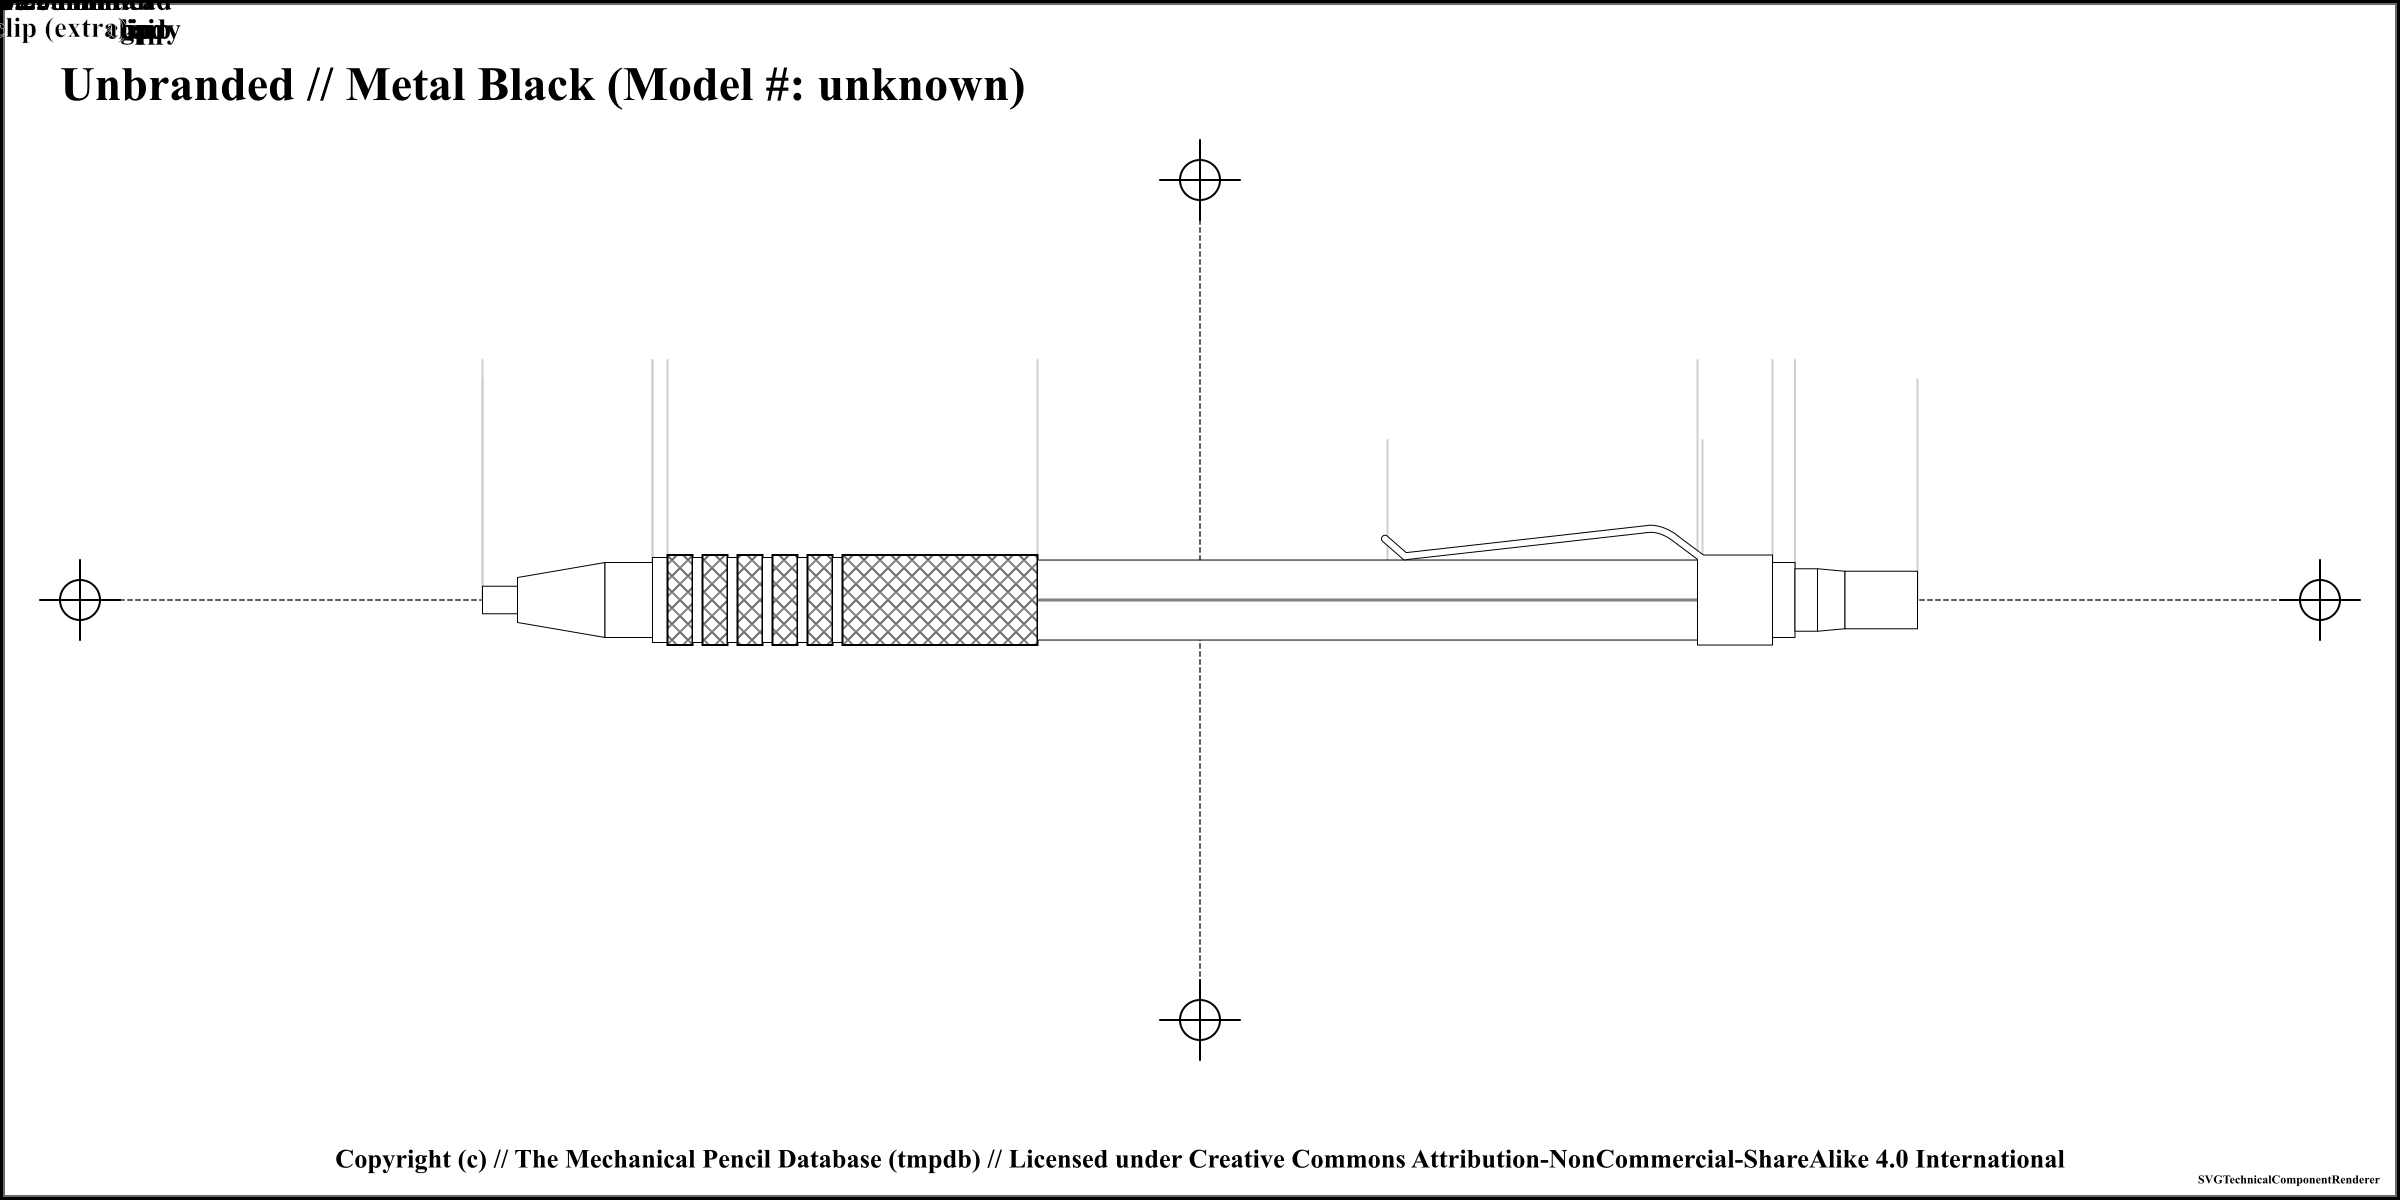 lip (extra)
Unbranded // Metal Black (Model #: unknown)
Copyright (c) // The Mechanical Pencil Database (tmpdb) // Licensed under Creative Commons Attribution-NonCommercial-ShareAlike 4.0 International
SVGTechnicalComponentRenderer